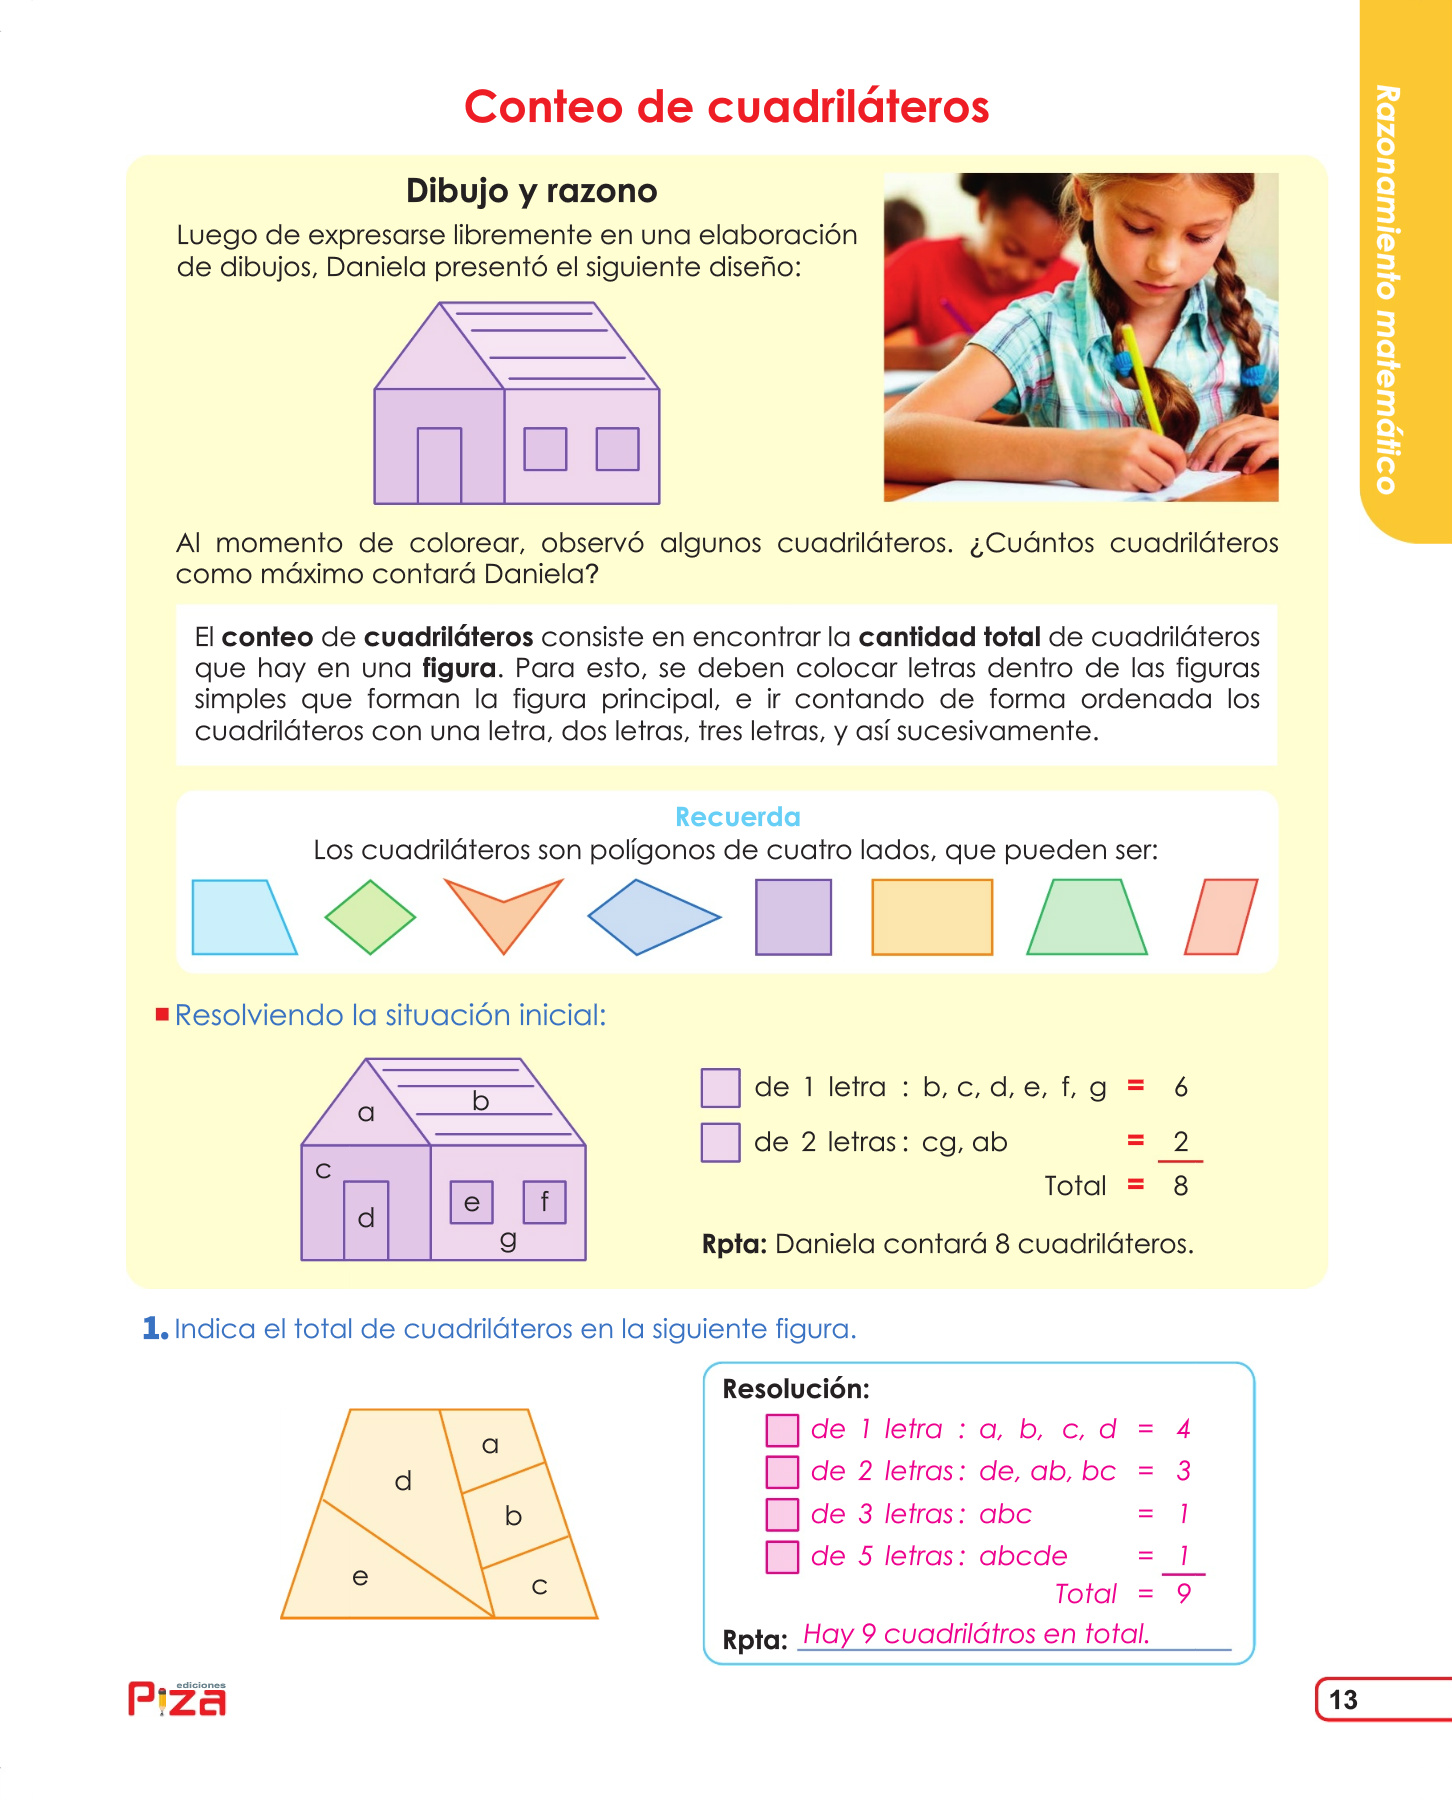 Razonamiento matemático
Conteo de cuadriláteros
Dibujo y razono
Luego de expresarse libremente en una elaboración
de dibujos, Daniela presentó el siguiente diseño:
Al momento de colorear, observó algunos cuadriláteros. ¿Cuántos cuadriláteros
como máximo contará Daniela?
El conteo de cuadriláteros consiste en encontrar la cantidad total de cuadriláteros
que hay en una figura. Para esto, se deben colocar letras dentro de las figuras
simples que forman la figura principal, e ir contando de forma ordenada los
cuadriláteros con una letra, dos letras, tres letras, y así sucesivamente.
Recuerda
Los cuadriláteros son polígonos de cuatro lados, que pueden ser:
Resolviendo la situación inicial:
a
b
c
d
e
f
g
de 1 letra : b, c, d, e, f, g = 6
de 2 letras : cg, ab = 2
Total = 8
Rpta: Daniela contará 8 cuadriláteros.
1. Indica el total de cuadriláteros en la siguiente figura.
a
d
b
e
c
Resolución:
de 1 letra : a, b, c, d = 4
de 2 letras : de, ab, bc = 3
de 3 letras : abc = 1
de 5 letras : abcde = 1
Total = 9
Rpta: Hay 9 cuadrilátros en total.
ediciones
Piza
13